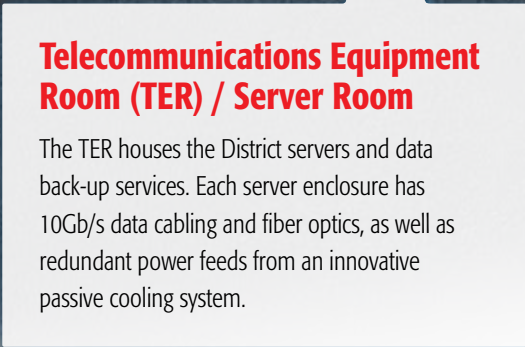 Telecommunications Equipment
Room (TER) / Server Room
The TER houses the District servers and data
back-up services. Each server enclosure has
10Gb/s data cabling and fiber optics, as well as
redundant power feeds from an innovative
passive cooling system.